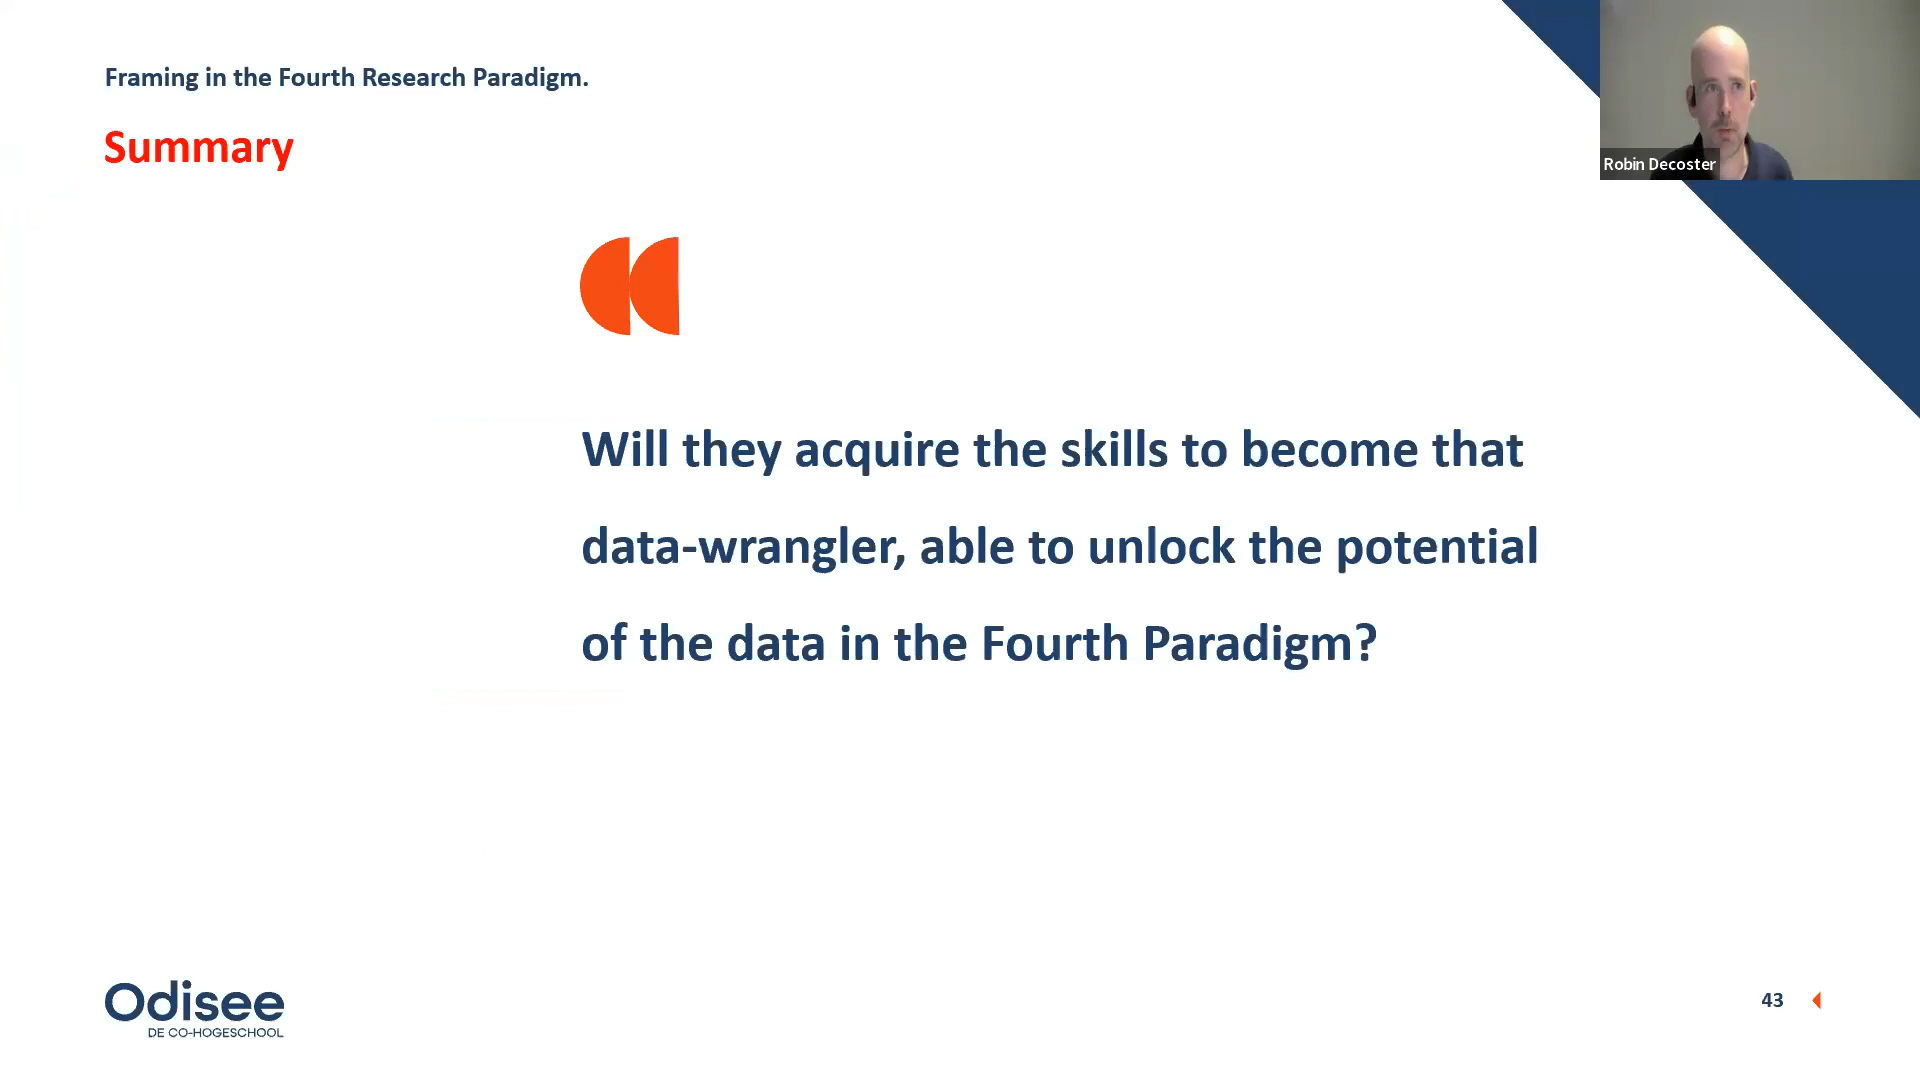 Framing in the Fourth Research Paradigm.
Summary
Robin Decoster
Will they acquire the skills to become that
data-wrangler, able to unlock the potential
of the data in the Fourth Paradigm?
Odisee
DE CO-HOGESCHOOL
43